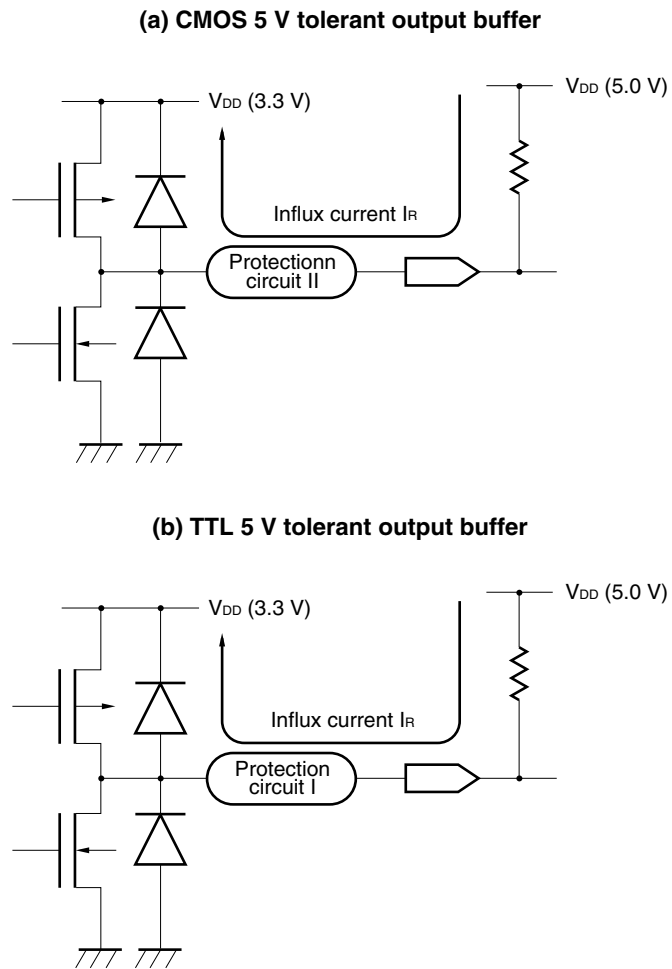 (a) CMOS 5 V tolerant output buffer
VDD (3.3 V)
VDD (5.0 V)
Influx current IR
Protectionn
circuit II
(b) TTL 5 V tolerant output buffer
VDD (3.3 V)
VDD (5.0 V)
Influx current IR
Protection
circuit I